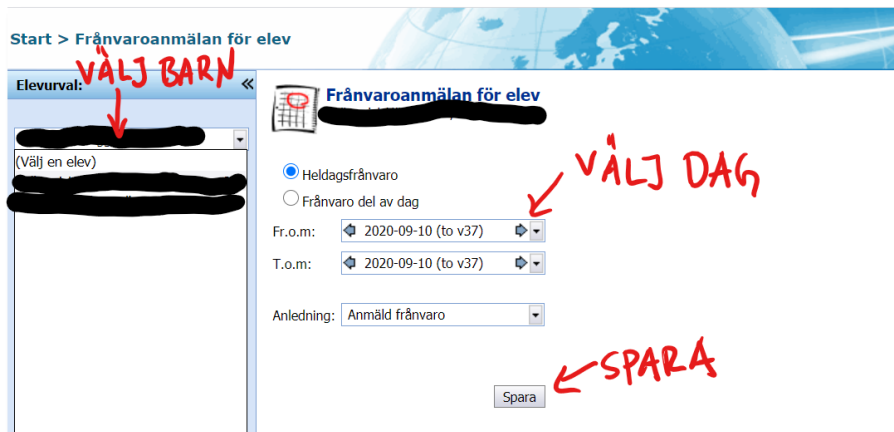 Start > Frånvaroanmälan för elev
Elevurval:
VÄLJ BARN
(Välj en elev)
Frånvaroanmälan för elev
Heldagsfrånvaro
Frånvaro del av dag
VÄLJ DAG
Fr.o.m: 2020-09-10 (to v37)
T.o.m: 2020-09-10 (to v37)
Anledning: Anmäld frånvaro
SPARA
Spara